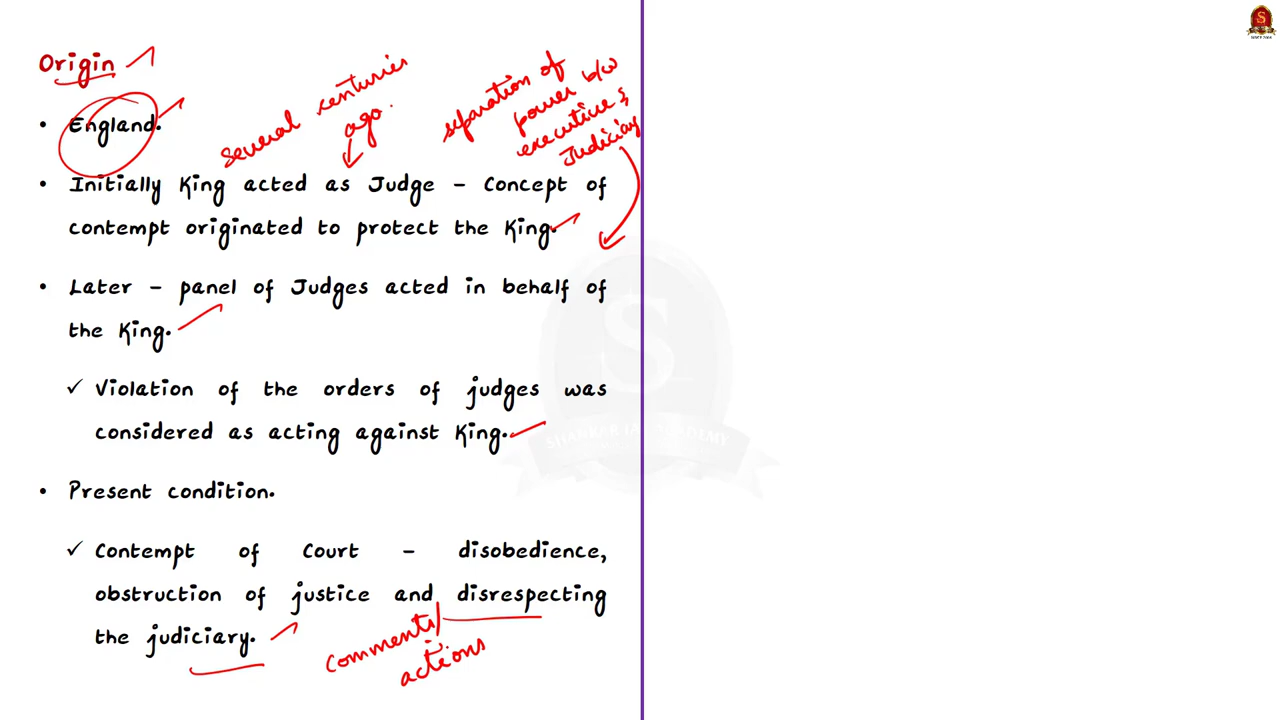 Origin
• England.
several centuries
ago.
separation of
power b/w
executive &
Judiciary
• Initially King acted as Judge – Concept of
contempt originated to protect the King.
• Later – panel of Judges acted in behalf of
the King.
✓ Violation of the orders of judges was
considered as acting against King.
• Present condition.
✓ Contempt of Court – disobedience,
obstruction of justice and disrespecting
the judiciary.
comments/
actions
S
SHANKAR IAS ACADEMY